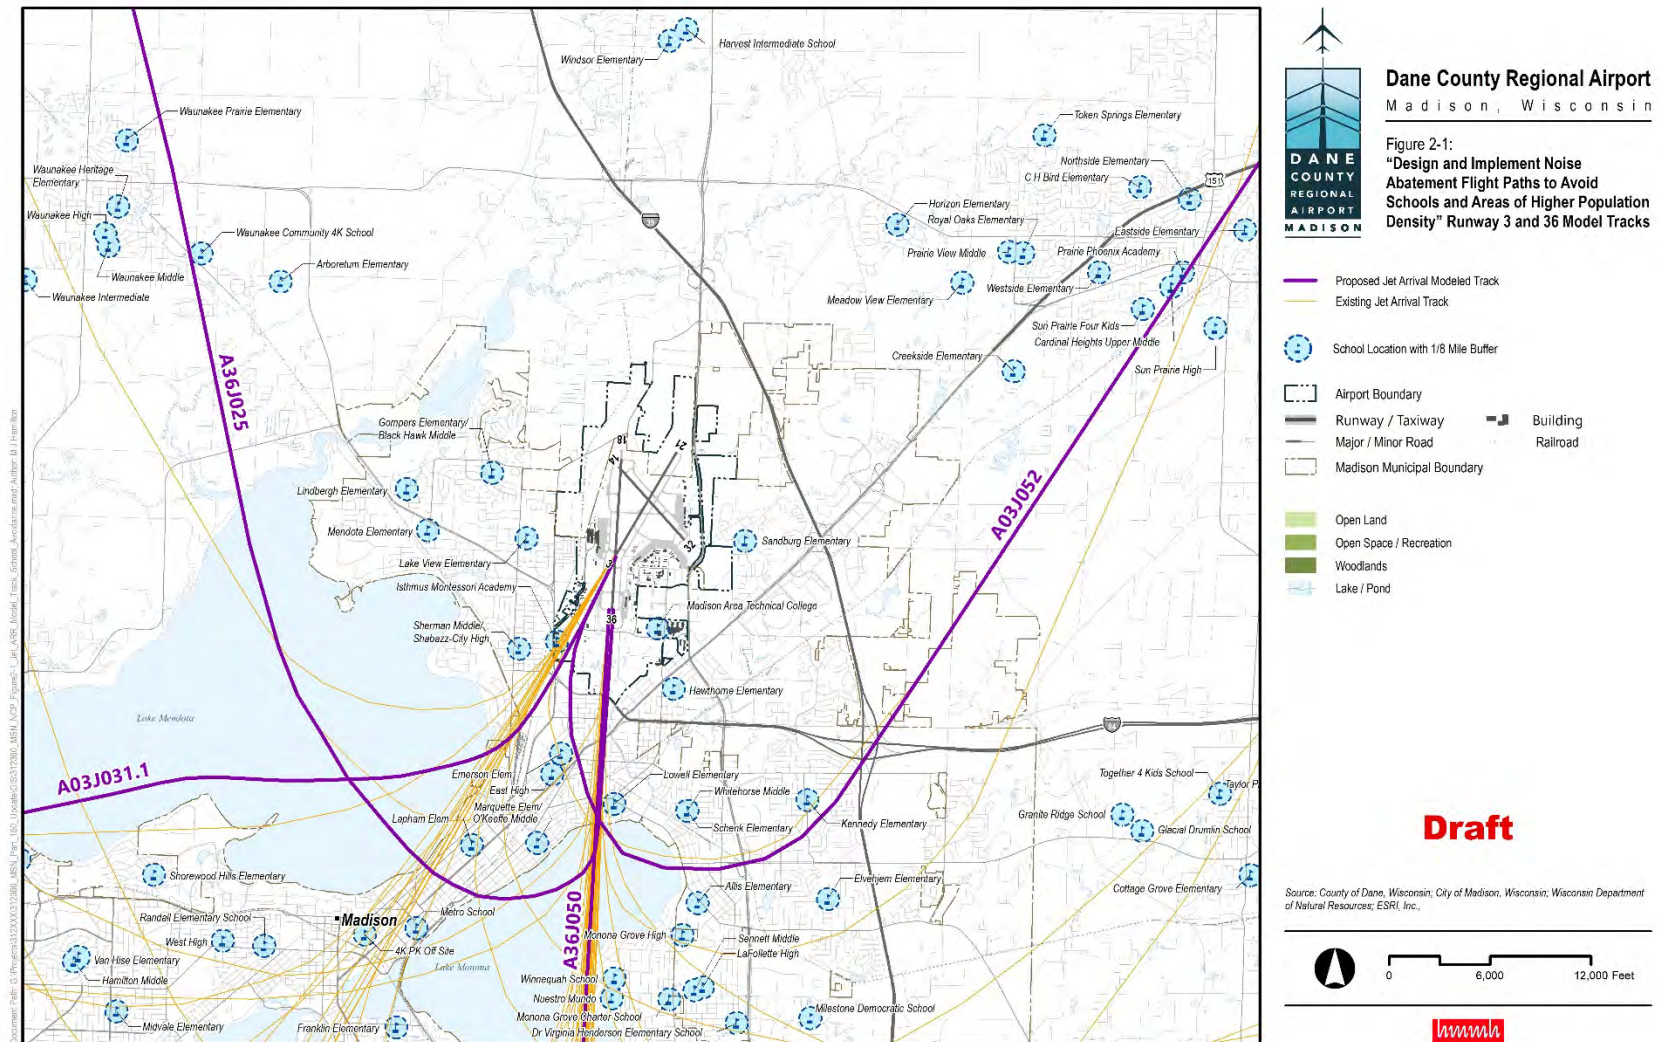 Harvest Intermediate School
Windsor Elementary
Waunakee Prairie Elementary
Token Springs Elementary
Waunakee Heritage
Elementary
Northside Elementary
C H Bird Elementary
151
Waunakee High
Horizon Elementary
Royal Oaks Elementary
Waunakee Community 4K School
Eastside Elementary
Prairie View Middle
Prairie Phoenix Academy
Arboretum Elementary
Waunakee Middle
Westside Elementary
Waunakee Intermediate
Meadow View Elementary
Sun Prairie Four Kids
Cardinal Heights Upper Middle
Creekside Elementary
Sun Prairie High
A36J025
Gompers Elementary/
Black Hawk Middle
18
21
14
Lindbergh Elementary
A03J052
Mendota Elementary
32
Sandburg Elementary
Lake View Elementary
3
Isthmus Montessori Academy
Madison Area Technical College
36
Sherman Middle/
Shabazz-City High
Hawthorne Elementary
Lake Mendota
A03J031.1
Emerson Elem
East High
Lowell Elementary
Whitehorse Middle
Together 4 Kids School
Taylor P
Marquette Elem/
O'Keeffe Middle
Lapham Elem
Schenk Elementary
Kennedy Elementary
Granite Ridge School
Glacial Drumlin School
Shorewood Hills Elementary
Allis Elementary
Elvehjem Elementary
Cottage Grove Elementary
A36J050
Randall Elementary School
Madison
Metro School
West High
4K PK Off Site
Monona Grove High
Sennett Middle
LaFollette High
Van Hise Elementary
Hamilton Middle
Lake Monona
Winnequah School
Nuestro Mundo
Midvale Elementary
Franklin Elementary
Monona Grove Charter School
Dr Virginia Henderson Elementary School
Milestone Democratic School
DANE
COUNTY
REGIONAL
AIRPORT
MADISON
Dane County Regional Airport
Madison, Wisconsin
Figure 2-1:
"Design and Implement Noise
Abatement Flight Paths to Avoid
Schools and Areas of Higher Population
Density" Runway 3 and 36 Model Tracks
Proposed Jet Arrival Modeled Track
Existing Jet Arrival Track
School Location with 1/8 Mile Buffer
Airport Boundary
Runway / Taxiway
Building
Major / Minor Road
Railroad
Madison Municipal Boundary
Open Land
Open Space / Recreation
Woodlands
Lake / Pond
Draft
Source: County of Dane, Wisconsin; City of Madison, Wisconsin; Wisconsin Department
of Natural Resources; ESRI, Inc.,
0 6,000 12,000 Feet
hmmh